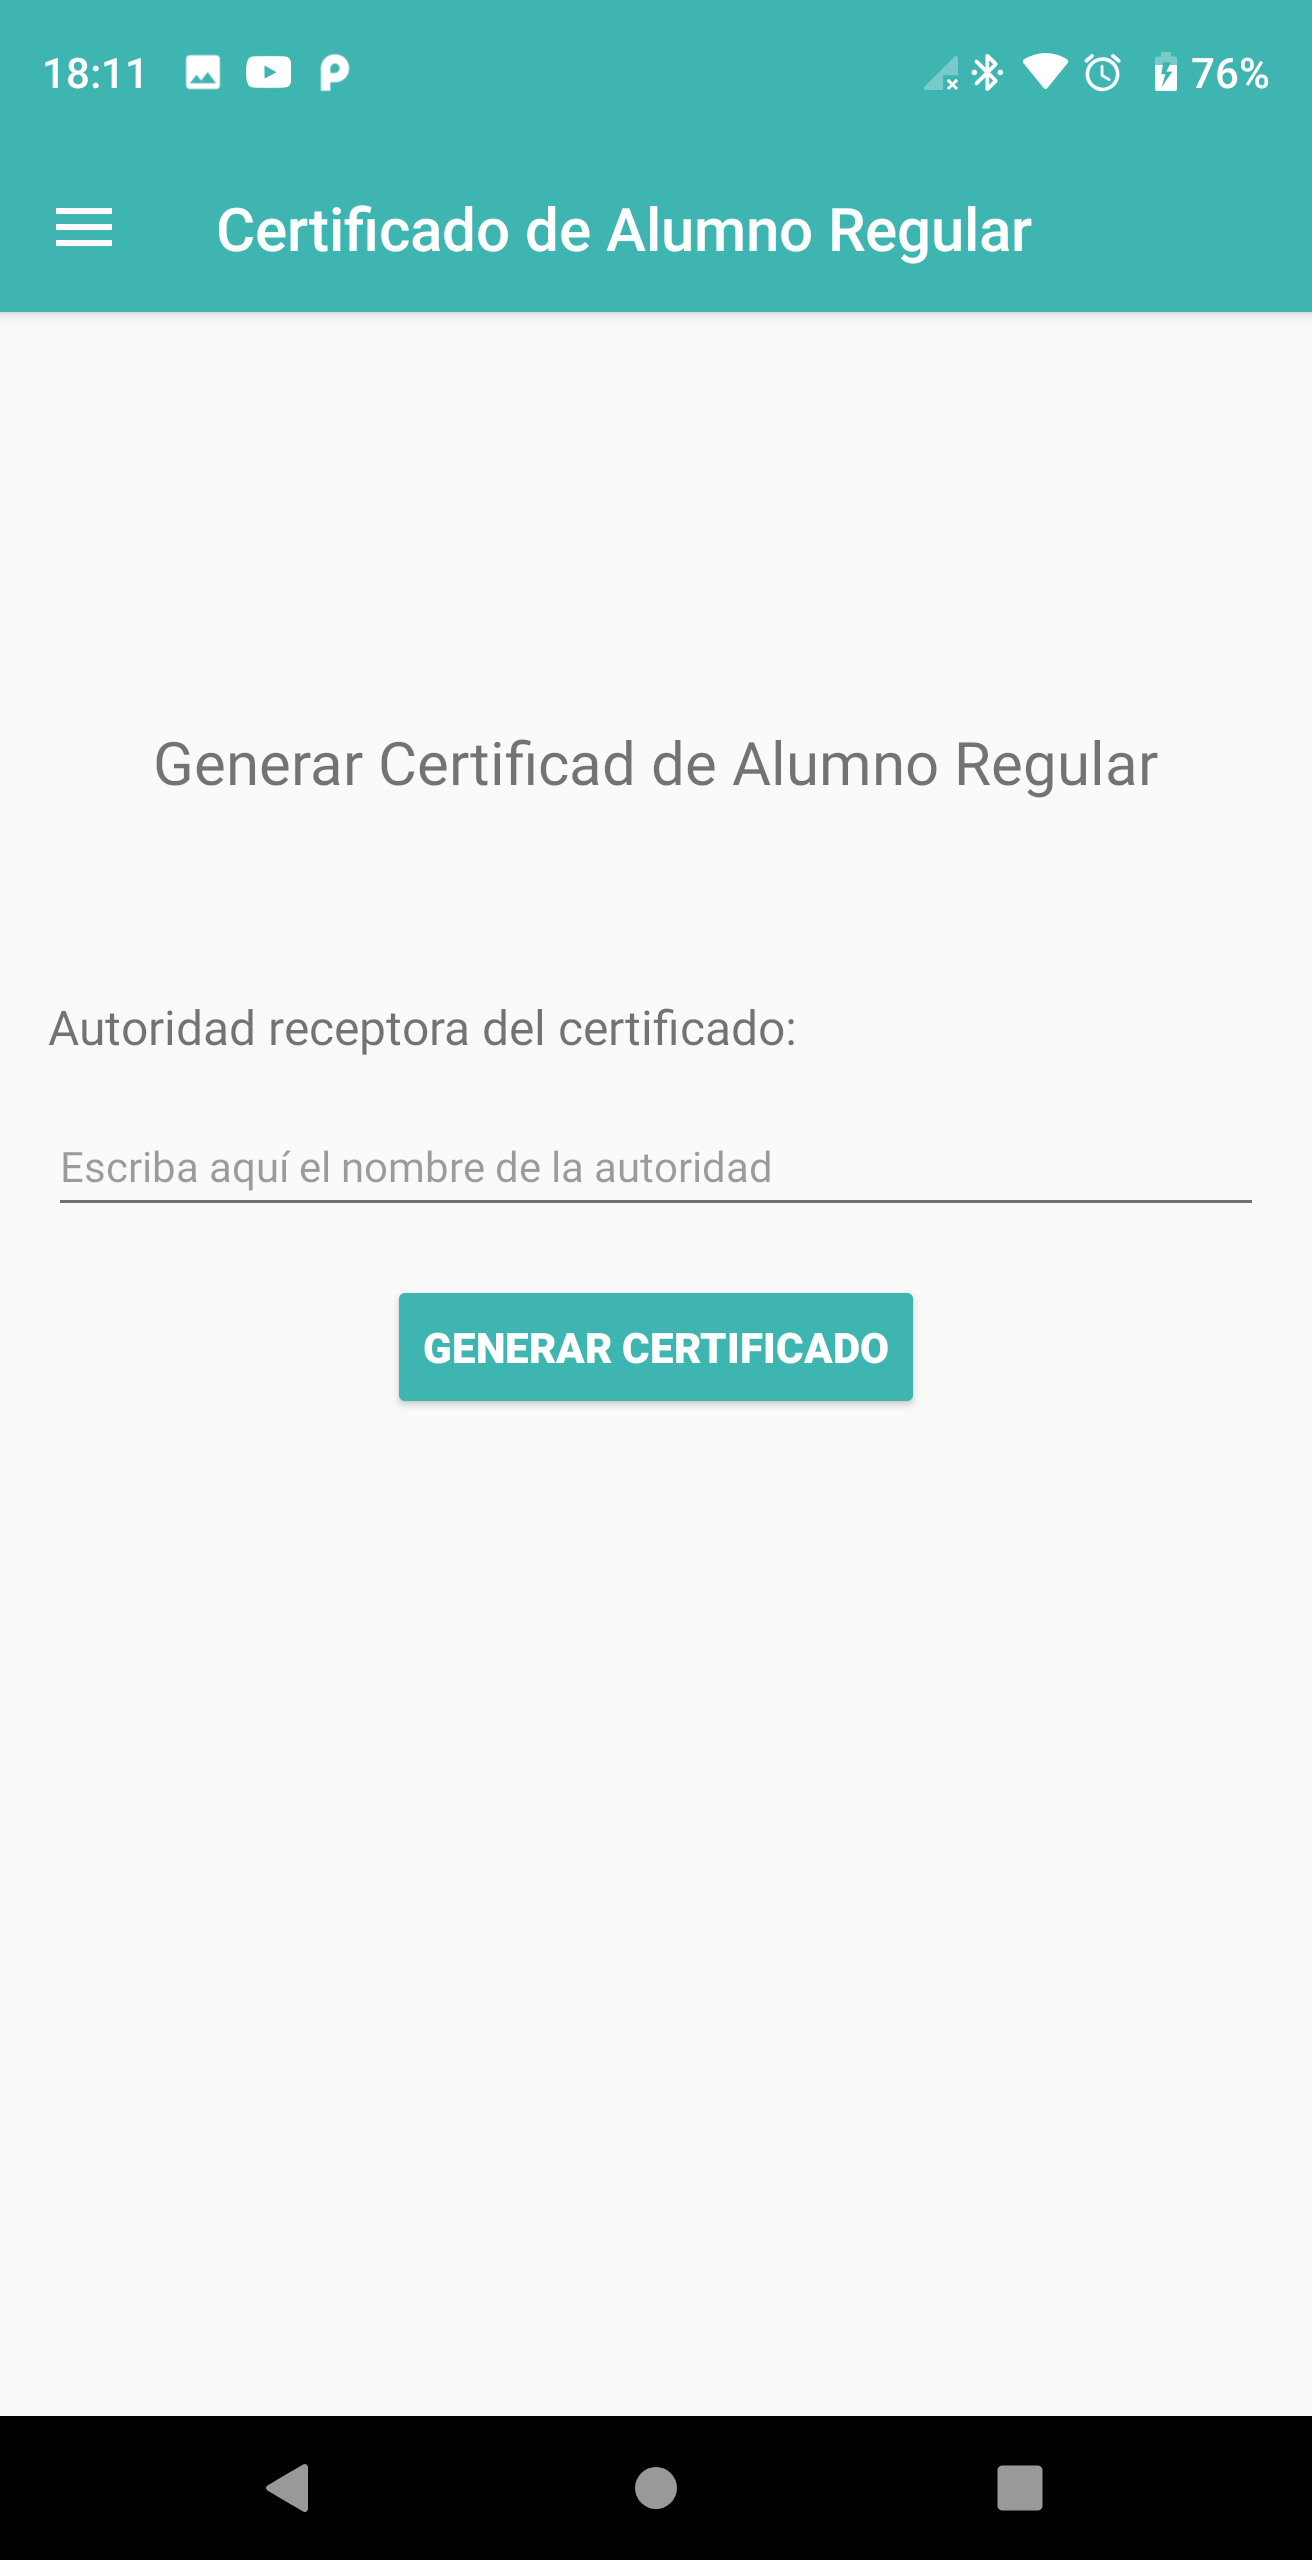 18:11 76%
Certificado de Alumno Regular
Generar Certificad de Alumno Regular
Autoridad receptora del certificado:
Escriba aquí el nombre de la autoridad
GENERAR CERTIFICADO